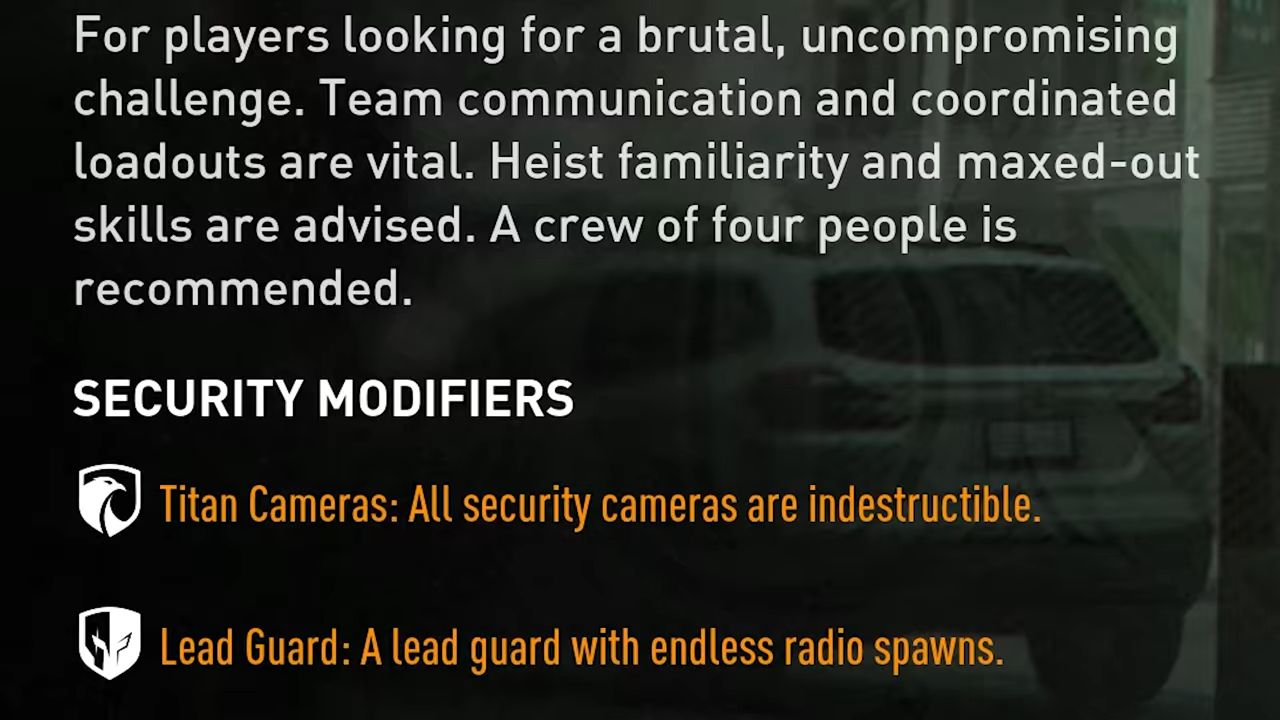 For players looking for a brutal, uncompromising
challenge. Team communication and coordinated
loadouts are vital. Heist familiarity and maxed-out
skills are advised. A crew of four people is
recommended.
SECURITY MODIFIERS
Titan Cameras: All security cameras are indestructible.
Lead Guard: A lead guard with endless radio spawns.